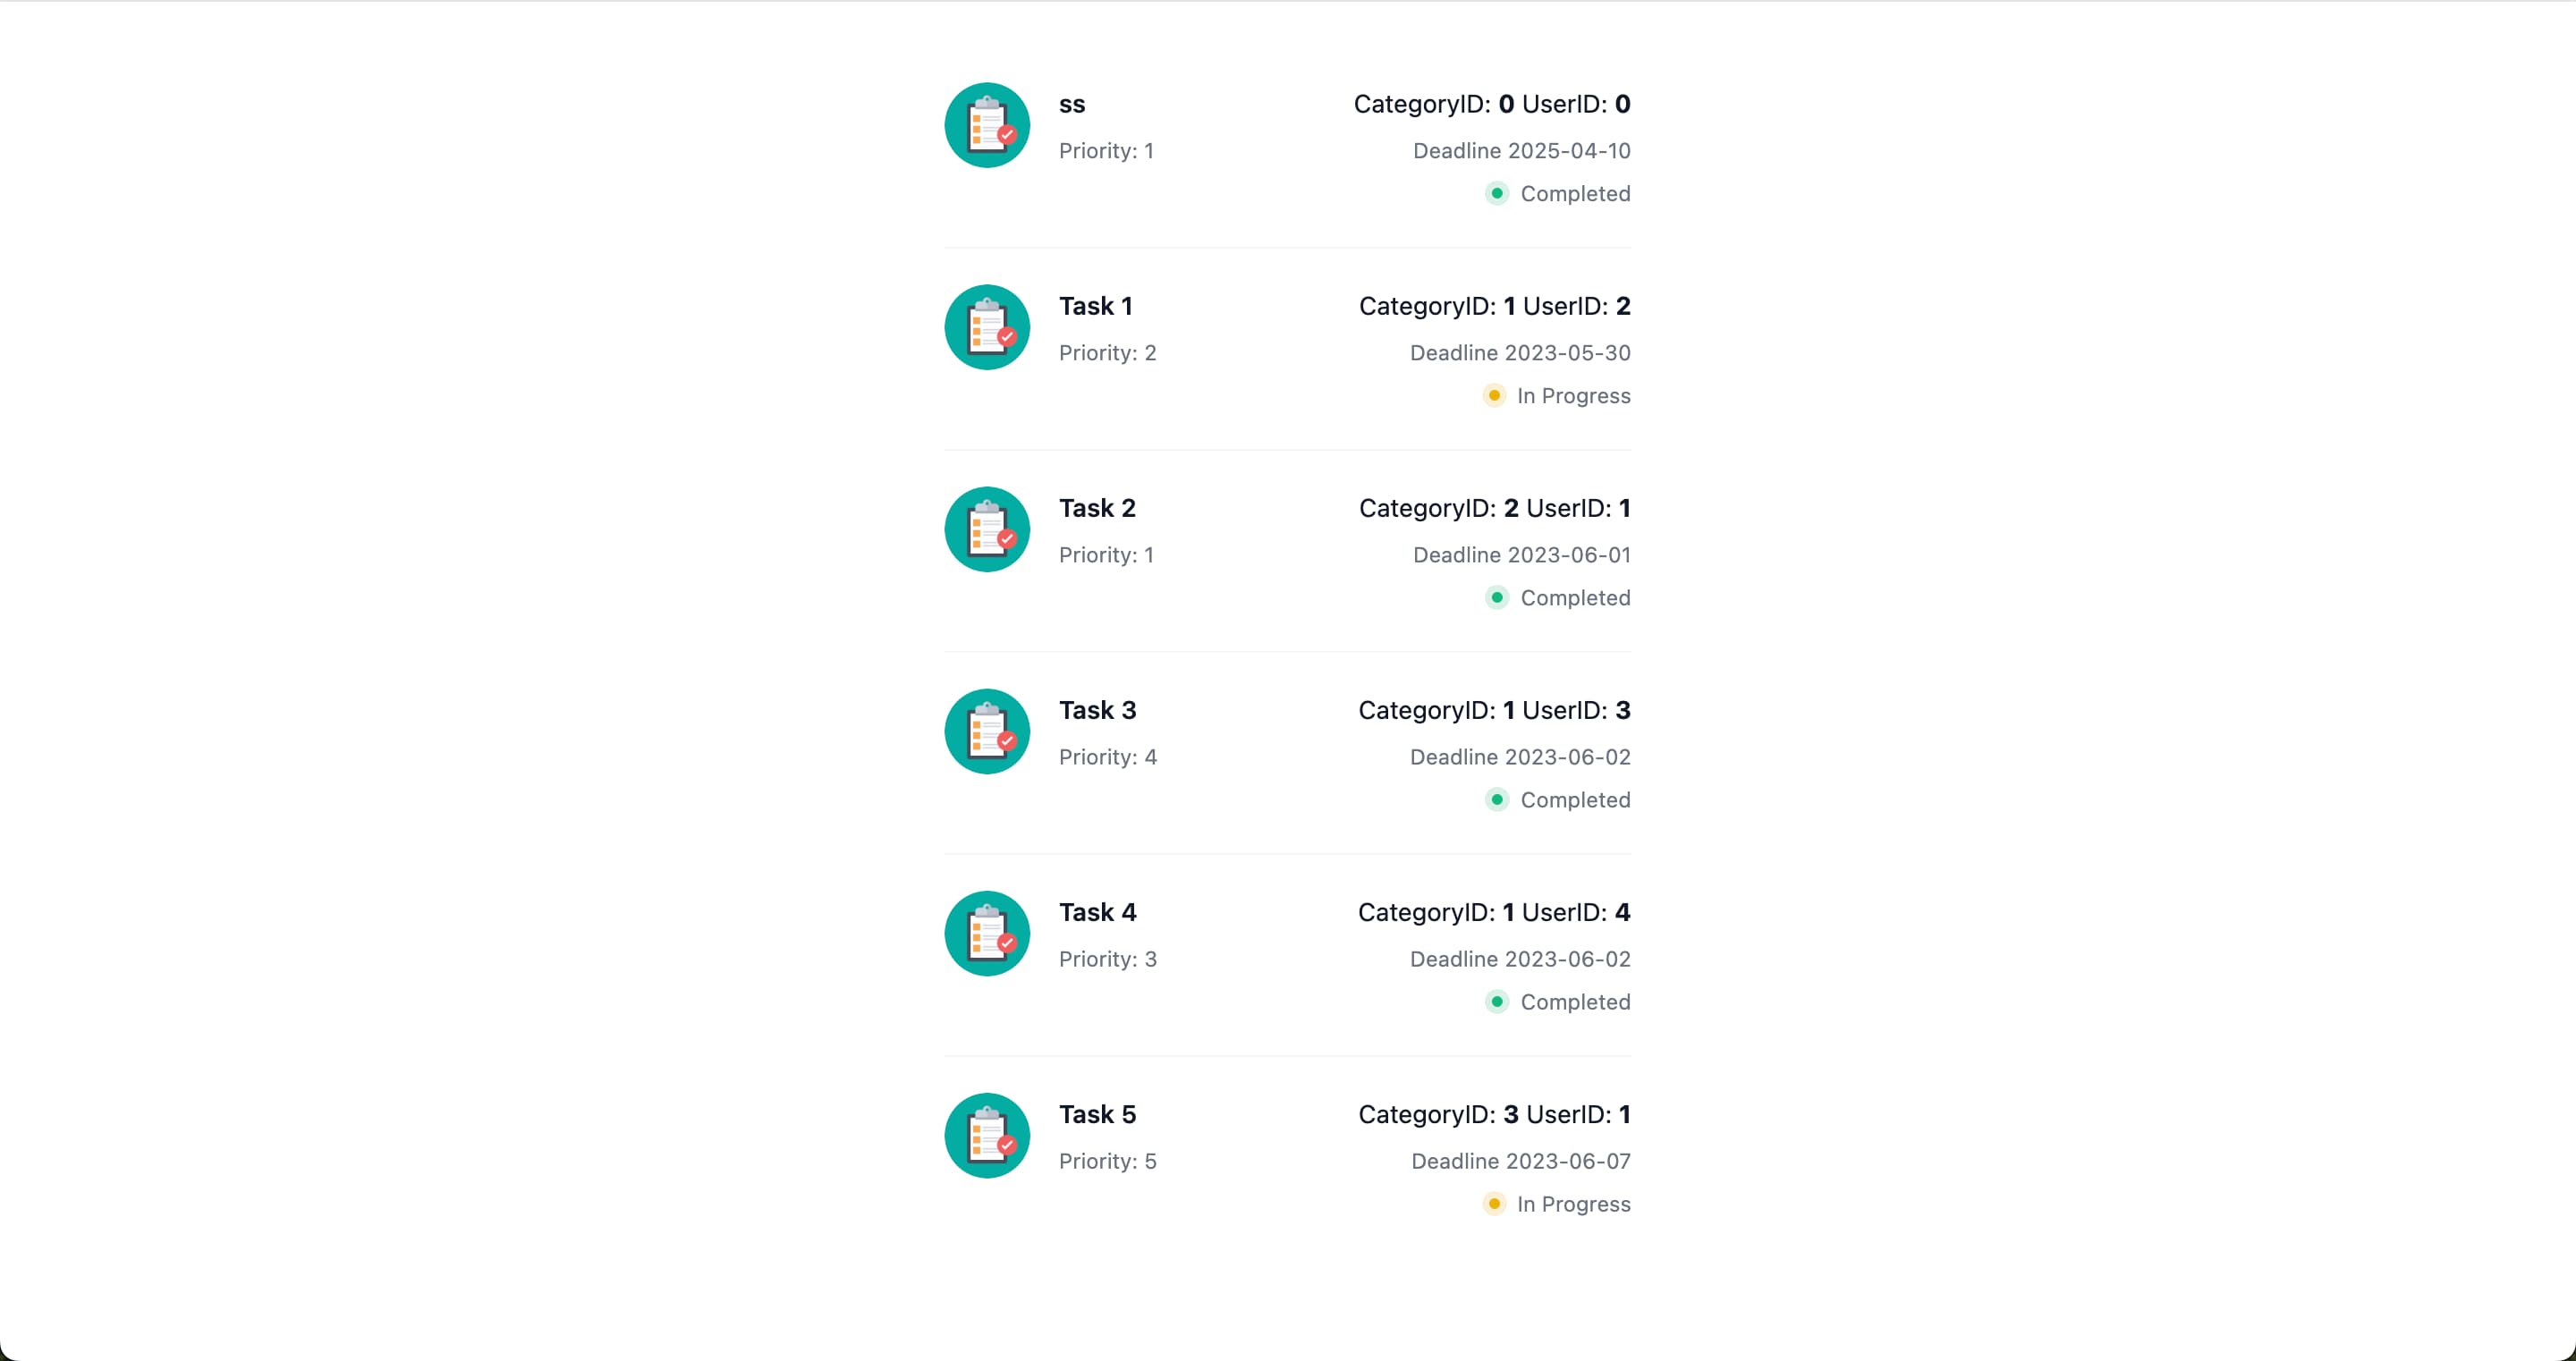 ss
CategoryID: 0 UserID: 0
Priority: 1
Deadline 2025-04-10
Completed
Task 1
CategoryID: 1 UserID: 2
Priority: 2
Deadline 2023-05-30
In Progress
Task 2
CategoryID: 2 UserID: 1
Priority: 1
Deadline 2023-06-01
Completed
Task 3
CategoryID: 1 UserID: 3
Priority: 4
Deadline 2023-06-02
Completed
Task 4
CategoryID: 1 UserID: 4
Priority: 3
Deadline 2023-06-02
Completed
Task 5
CategoryID: 3 UserID: 1
Priority: 5
Deadline 2023-06-07
In Progress